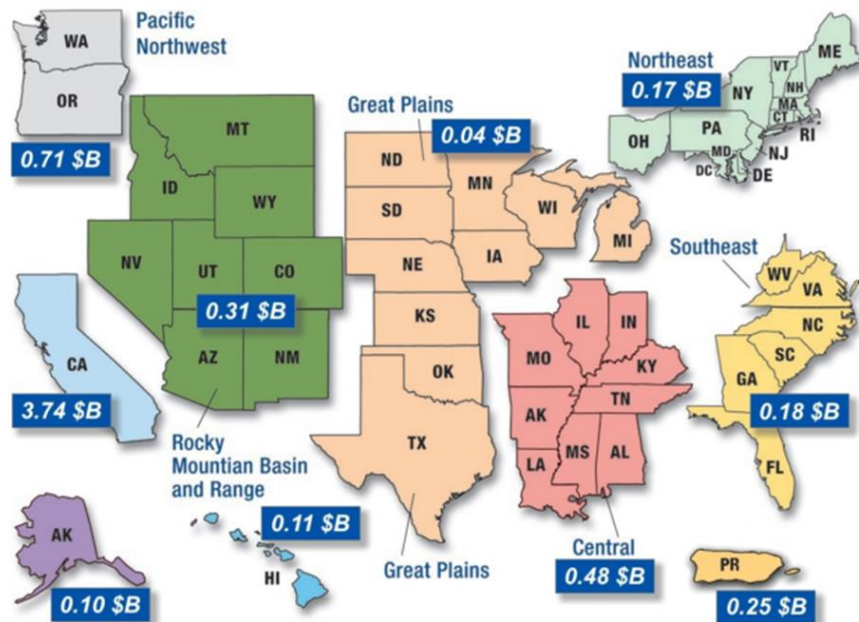 WA
Pacific
Northwest
OR
0.71 $B
MT
ID
WY
NV
UT
CO
0.31 $B
AZ
NM
Rocky
Mountian Basin
and Range
CA
3.74 $B
AK
0.10 $B
0.11 $B
HI
Great Plains
0.04 $B
ND
MN
SD
WI
MI
IA
NE
KS
OK
TX
Great Plains
IL
IN
MO
KY
TN
AK
LA
MS
AL
Central
0.48 $B
Northeast
0.17 $B
ME
VT
NH
NY
MA
CT
RI
OH
PA
NJ
MD
DC
DE
Southeast
WV
VA
NC
SC
GA
0.18 $B
FL
PR
0.25 $B